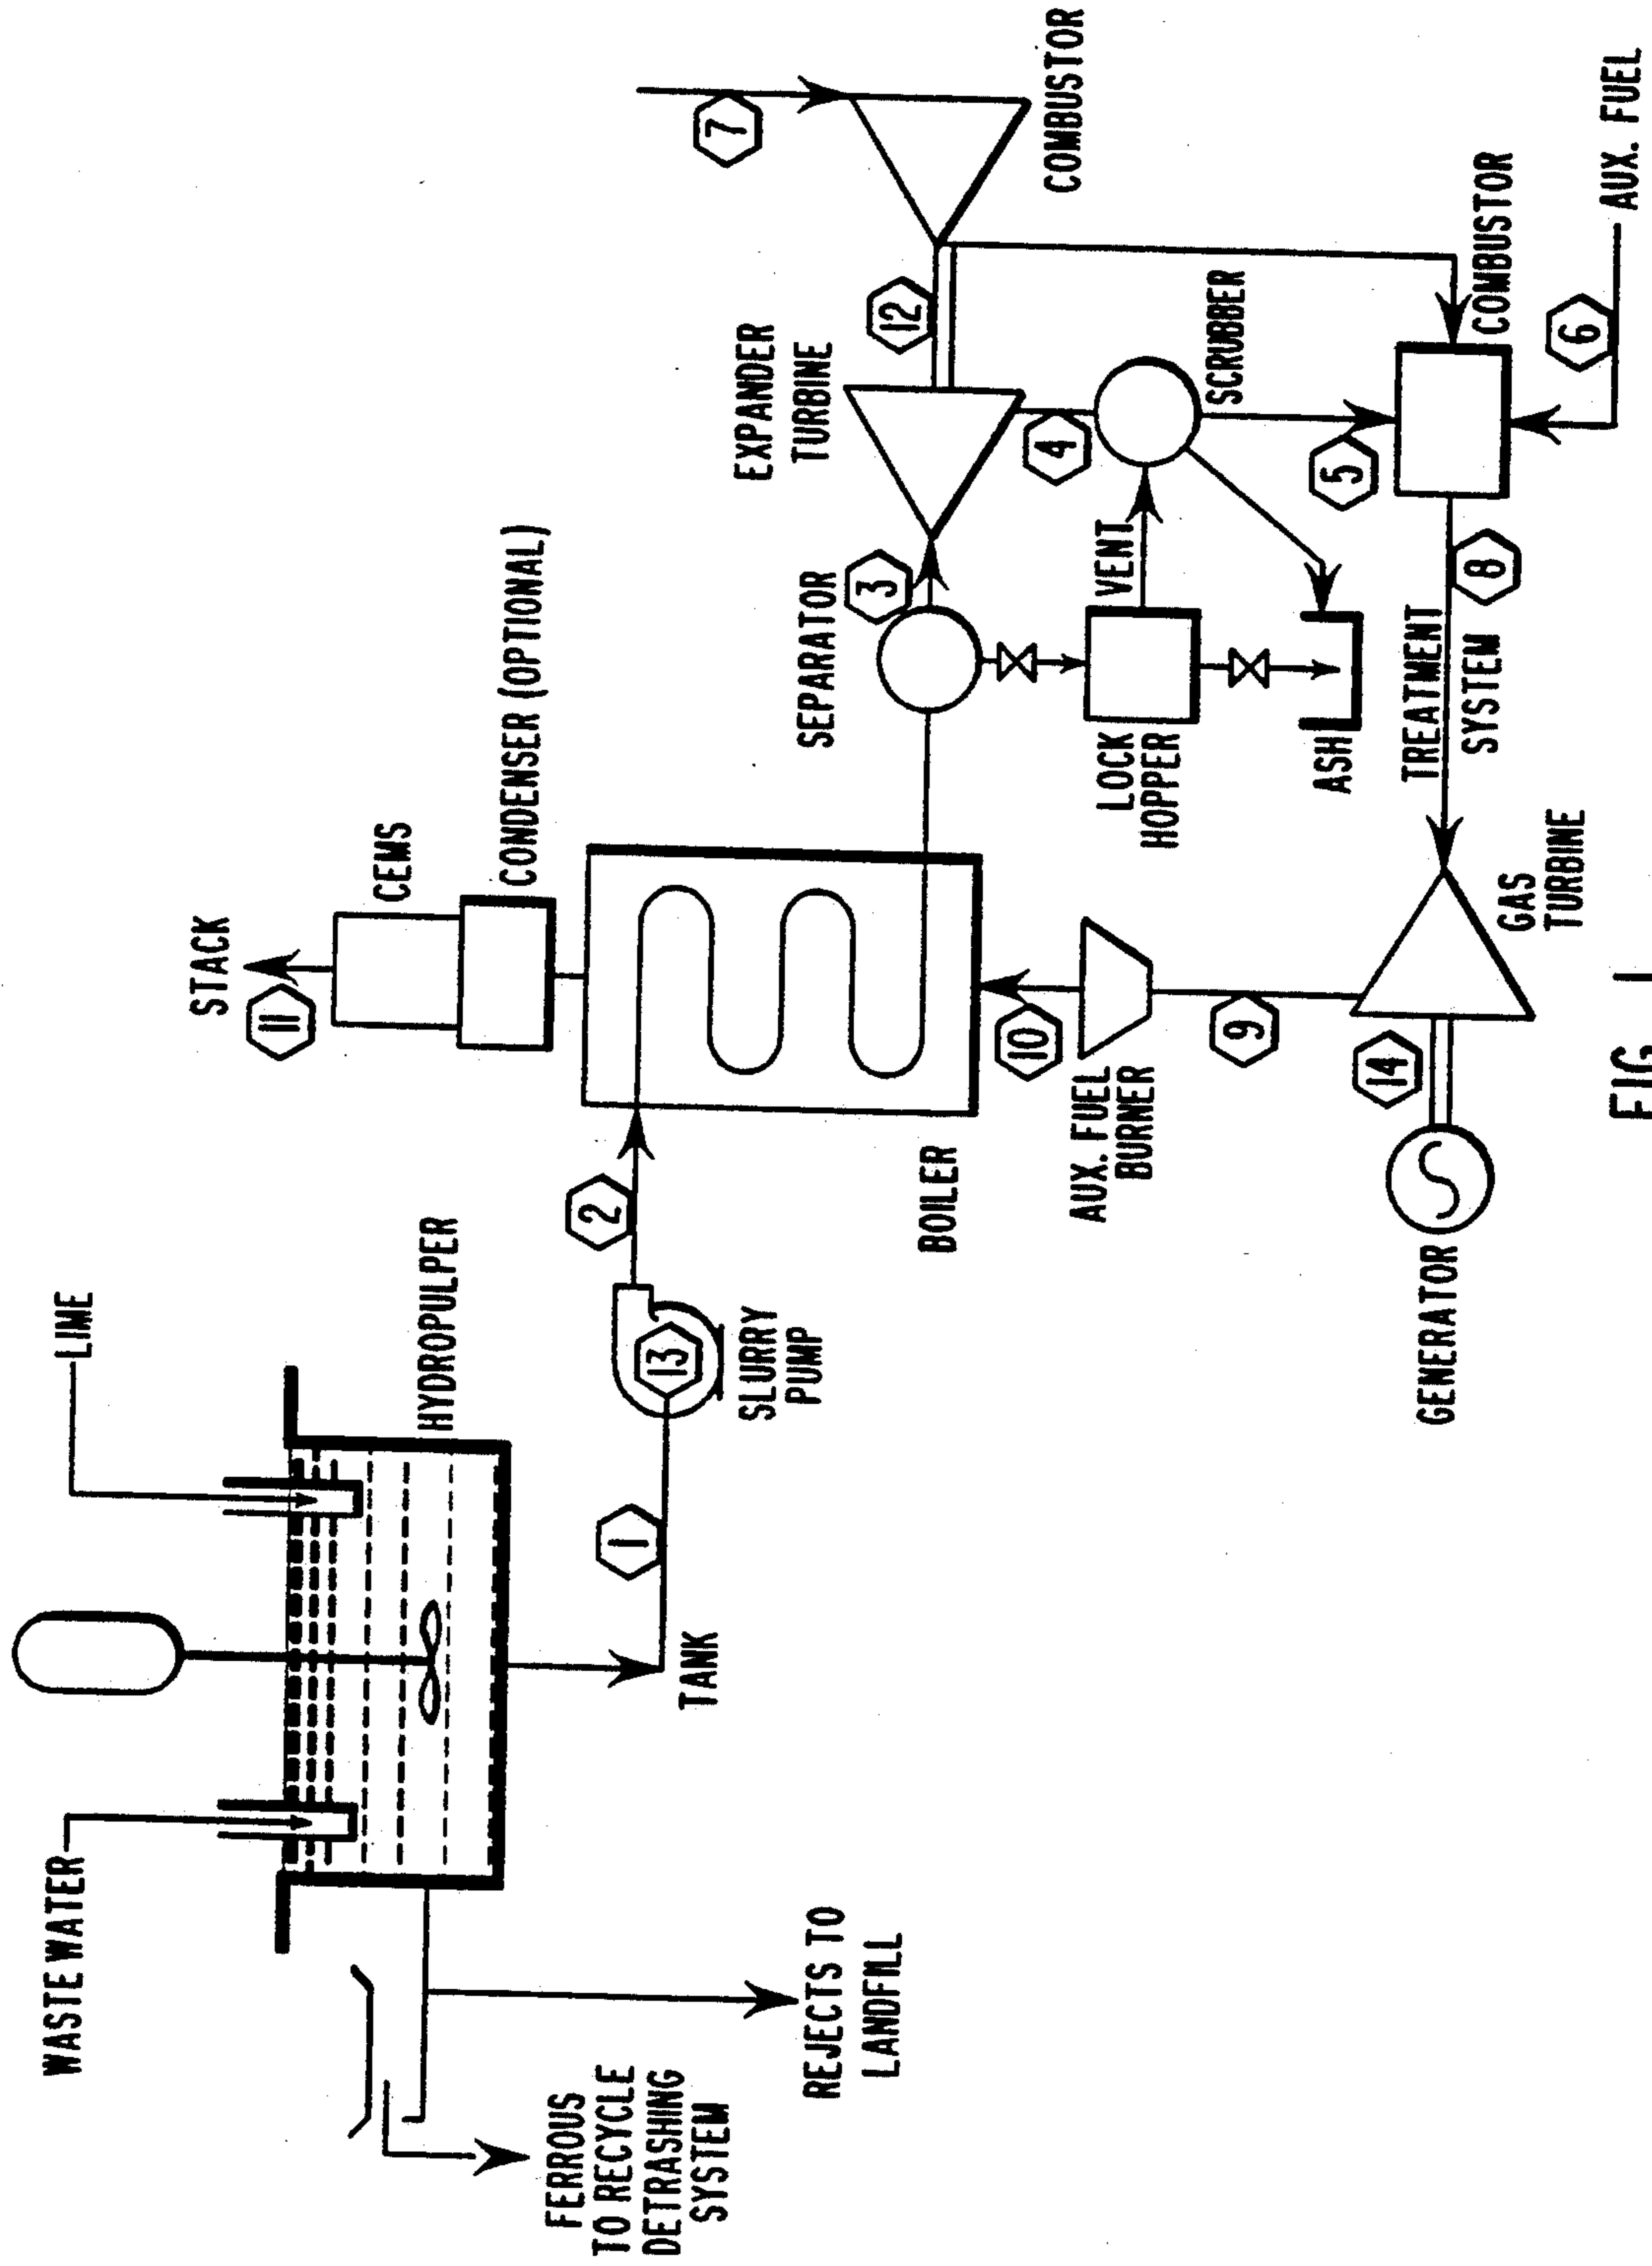 WASTE WATER
LIME
HYDROPULPER
FERROUS
TO RECYCLE
DETRASHING
SYSTEM
REJECTS TO
LANDFILL
TANK
1
13
SLURRY
PUMP
2
STACK
11
CEMS
CONDENSER (OPTIONAL)
BOILER
SEPARATOR
3
EXPANDER
TURBINE
12
7
COMBUSTOR
4
SCRUBBER
VENT
LOCK
HOPPER
ASH
5
COMBUSTOR
6
AUX. FUEL
8
TREATMENT
SYSTEM
GAS
TURBINE
9
10
AUX. FUEL
BURNER
14
GENERATOR
FIG. 1